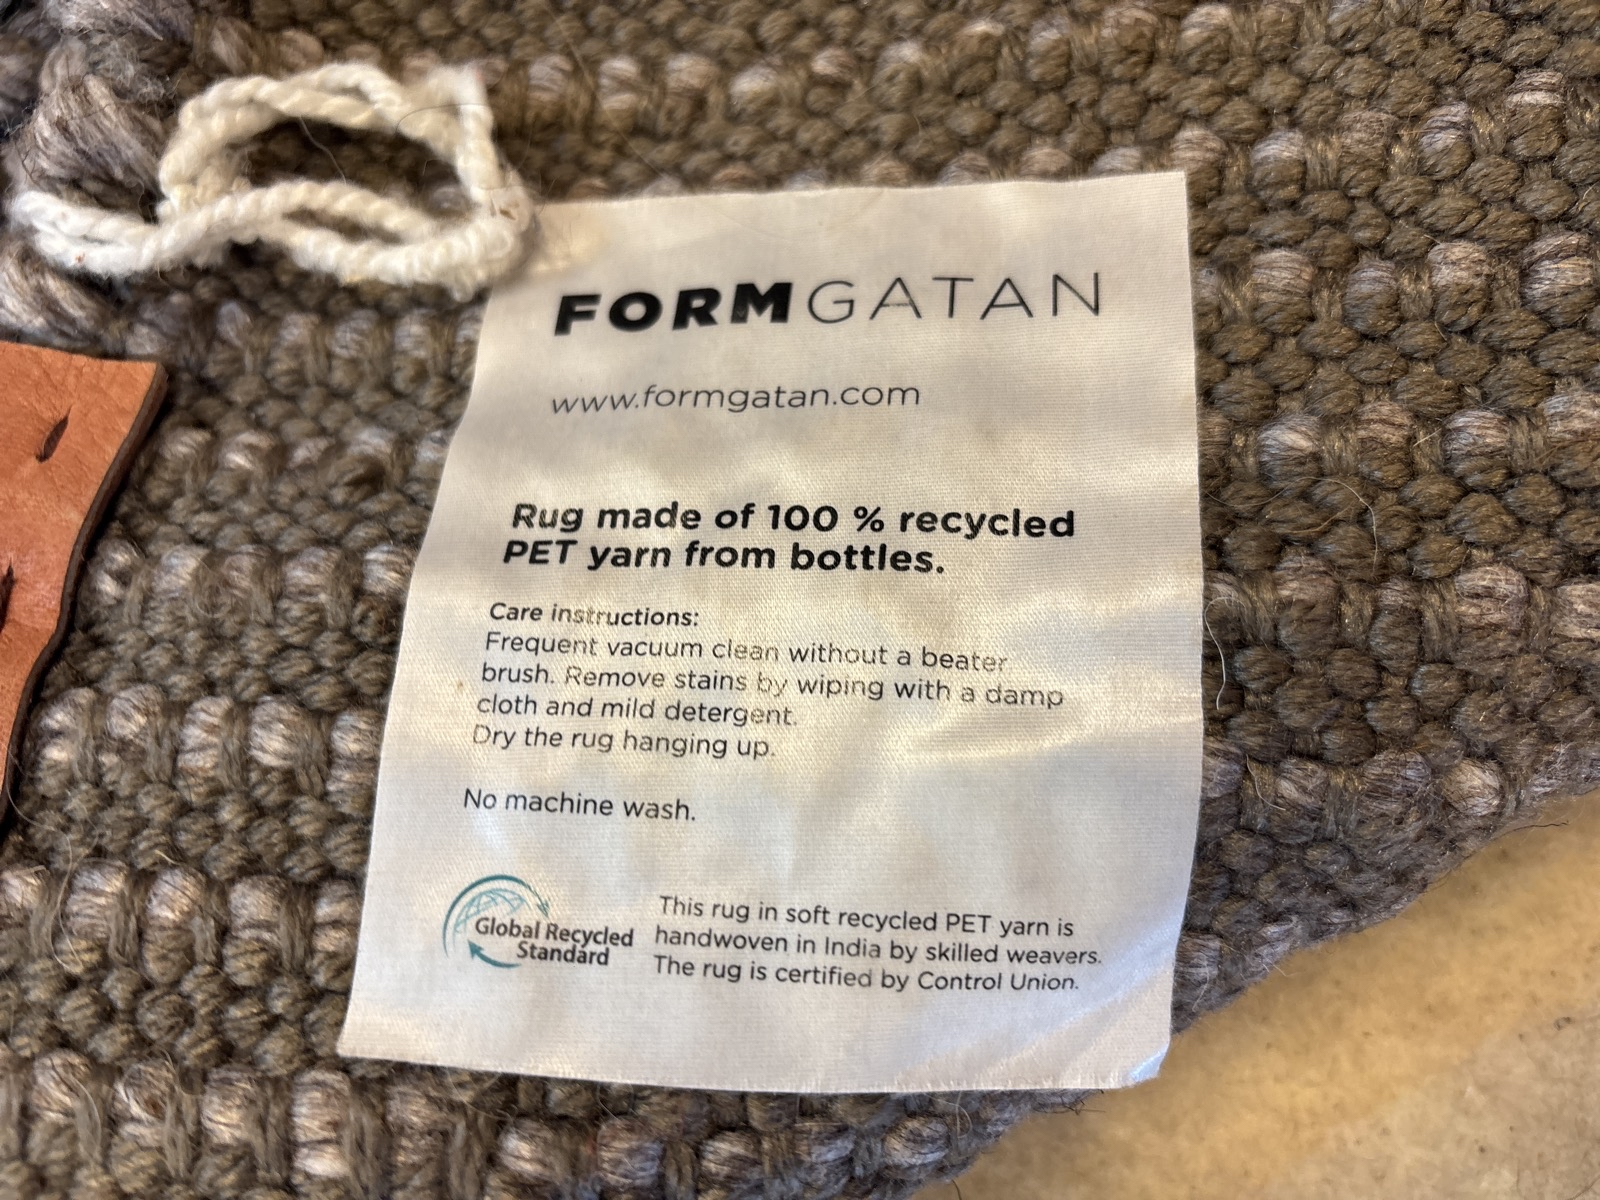 FORMGATAN
www.formgatan.com
Rug made of 100 % recycled
PET yarn from bottles.
Care instructions:
Frequent vacuum clean without a beater
brush. Remove stains by wiping with a damp
cloth and mild detergent.
Dry the rug hanging up.
No machine wash.
Global Recycled
Standard
This rug in soft recycled PET yarn is
handwoven in India by skilled weavers.
The rug is certified by Control Union.